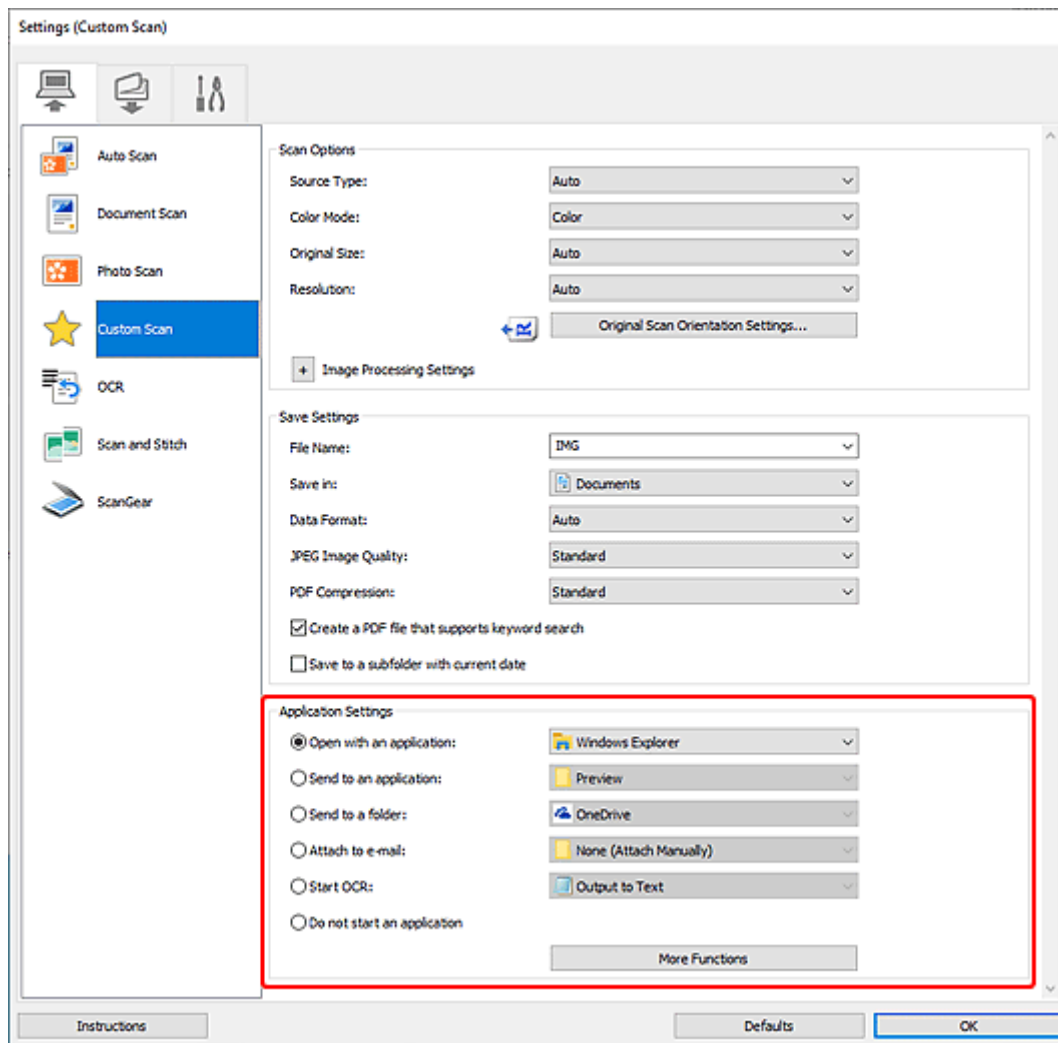 Settings (Custom Scan)
Auto Scan
Document Scan
Photo Scan
Custom Scan
OCR
Scan and Stitch
ScanGear
Scan Options
Source Type: Auto
Color Mode: Color
Original Size: Auto
Resolution: Auto
Original Scan Orientation Settings...
+ Image Processing Settings
Save Settings
File Name: IMG
Save in: Documents
Data Format: Auto
JPEG Image Quality: Standard
PDF Compression: Standard
Create a PDF file that supports keyword search
Save to a subfolder with current date
Application Settings
Open with an application: Windows Explorer
Send to an application: Preview
Send to a folder: OneDrive
Attach to e-mail: None (Attach Manually)
Start OCR: Output to Text
Do not start an application
More Functions
Instructions Defaults OK